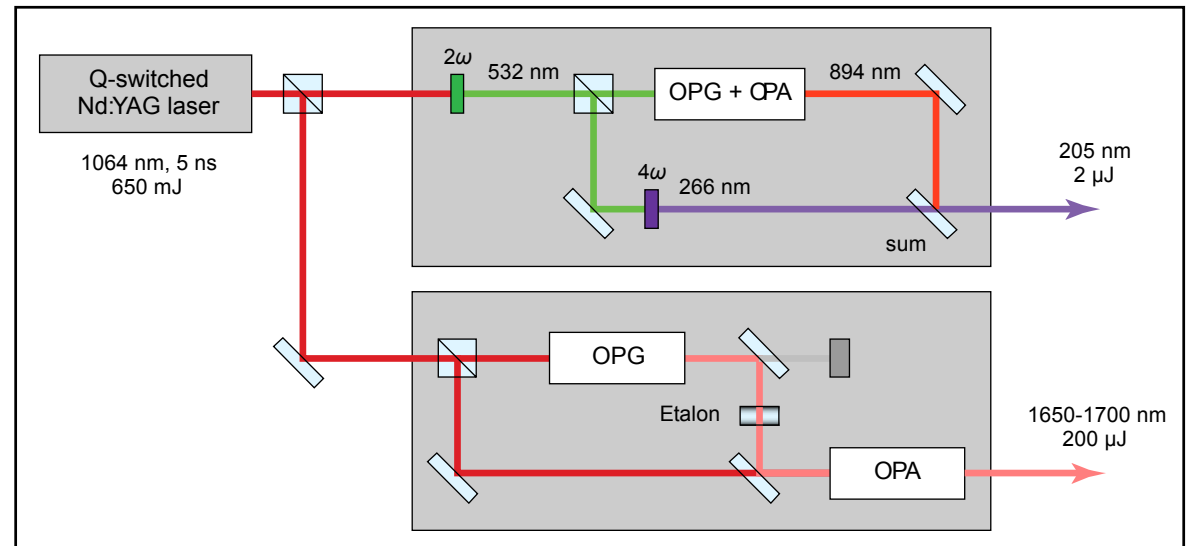 Q-switched
Nd:YAG laser
1064 nm, 5 ns
650 mJ
2ω
532 nm
OPG + OPA
894 nm
4ω
266 nm
sum
205 nm
2 µJ
OPG
Etalon
OPA
1650-1700 nm
200 µJ